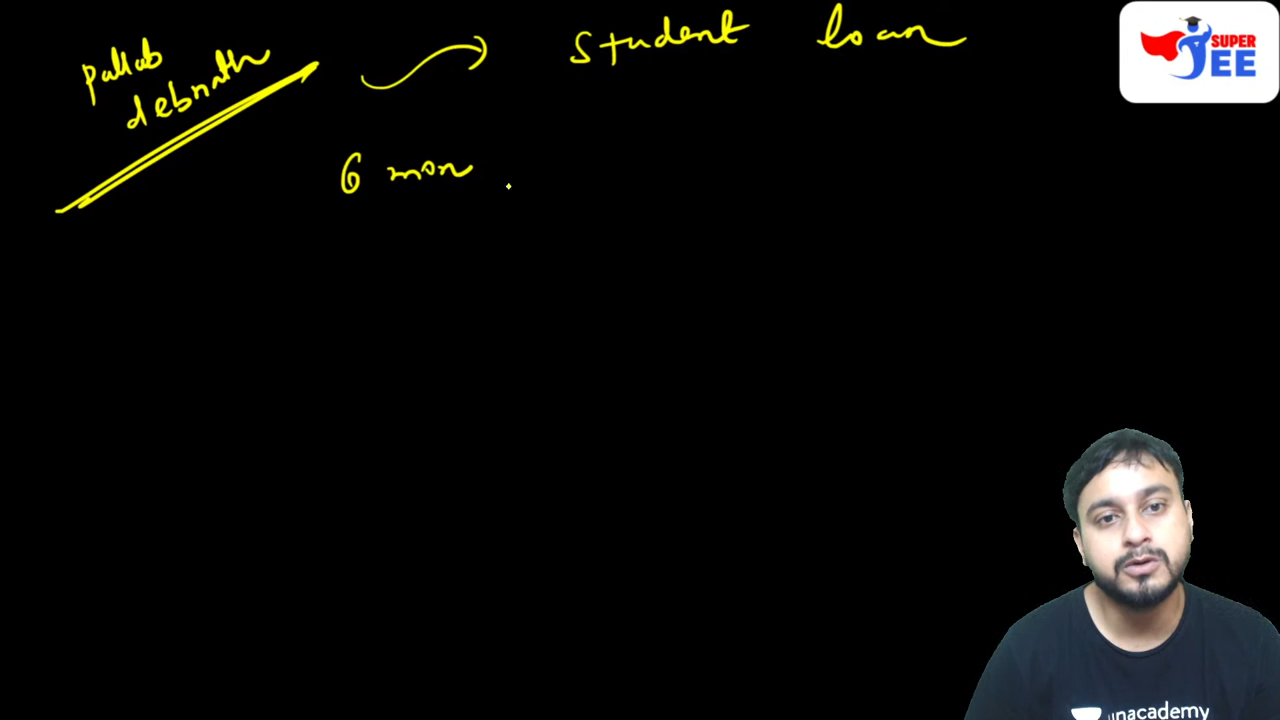 pallab
debnath
student loan
6 mon
SUPER
JEE
unacademy